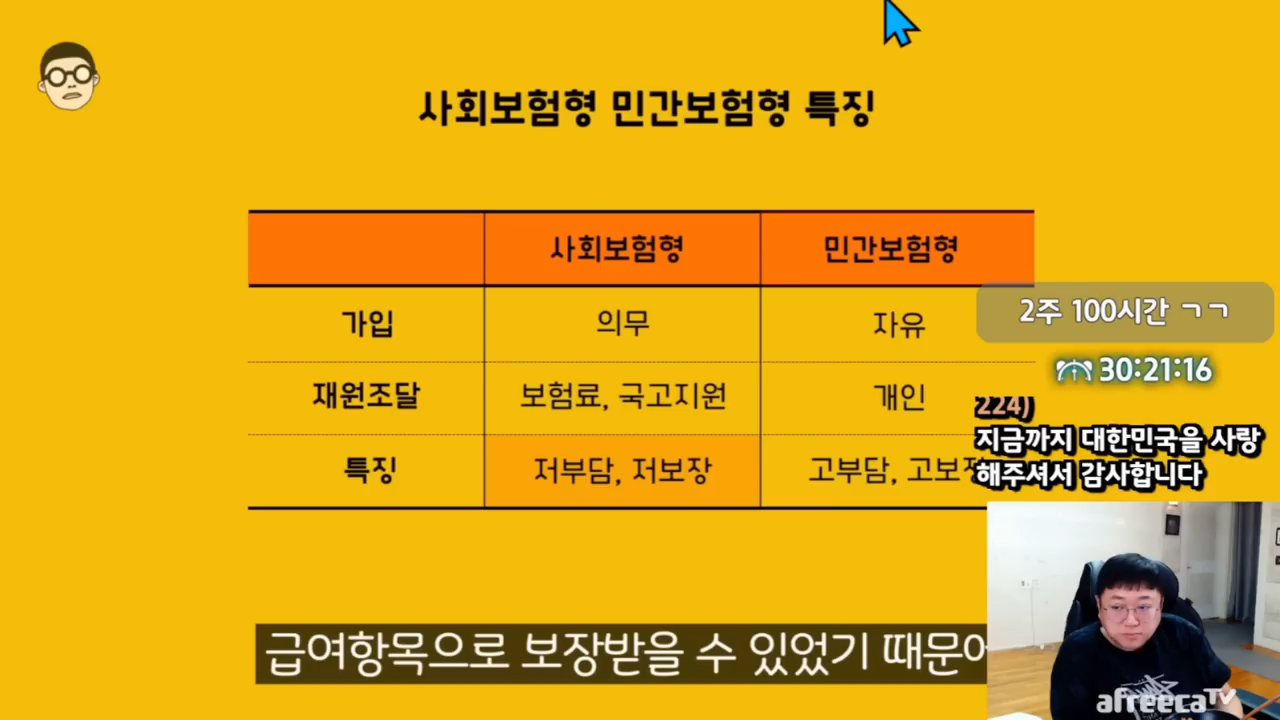 사회보험형 민간보험형 특징
사회보험형 민간보험형
가입 의무 자유
재원조달 보험료, 국고지원 개인
특징 저부담, 저보장 고부담,
2주 100시간 ㄱㄱ
30:21:16
224)
지금까지 대한민국을 사랑
해주셔서 감사합니다
급여항목으로 보장받을 수 있었기
afreecaTV